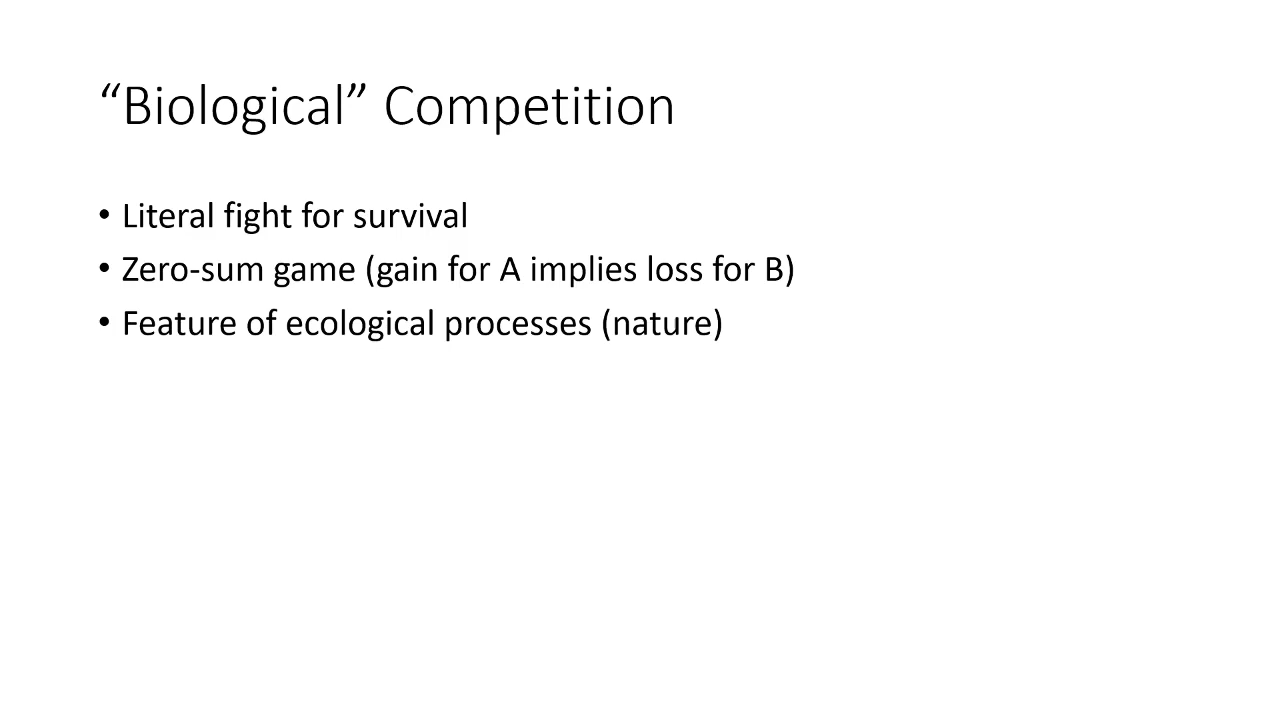 “Biological” Competition
• Literal fight for survival
• Zero-sum game (gain for A implies loss for B)
• Feature of ecological processes (nature)